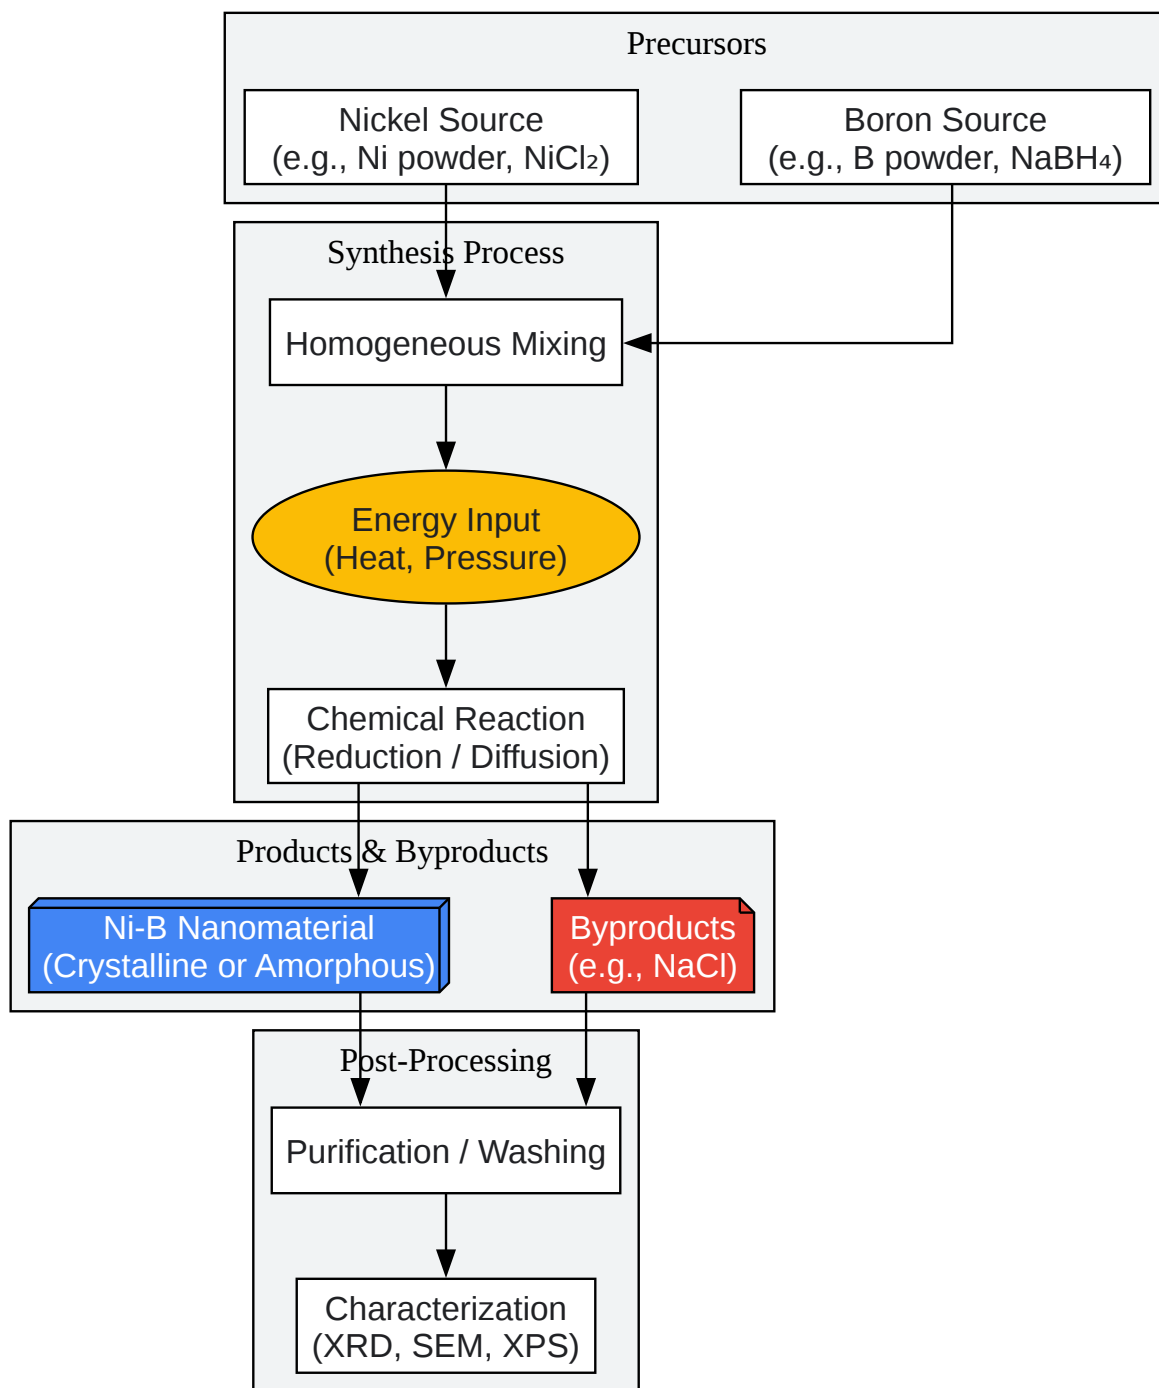 Precursors
Nickel Source
(e.g., Ni powder, NiCl₂)
Boron Source
(e.g., B powder, NaBH₄)
Synthesis Process
Homogeneous Mixing
Energy Input
(Heat, Pressure)
Chemical Reaction
(Reduction / Diffusion)
Products & Byproducts
Ni-B Nanomaterial
(Crystalline or Amorphous)
Byproducts
(e.g., NaCl)
Post-Processing
Purification / Washing
Characterization
(XRD, SEM, XPS)